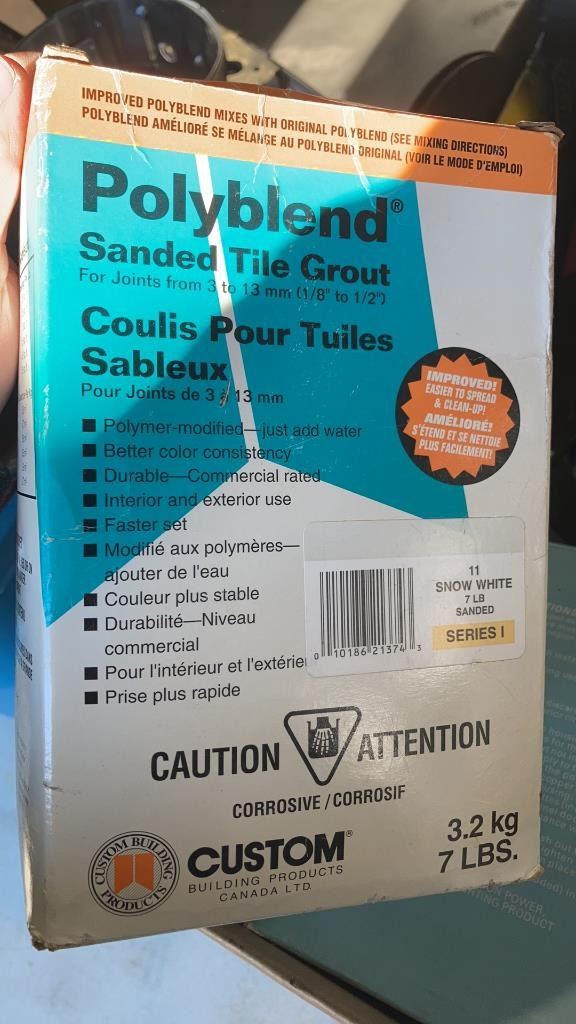 IMPROVED POLYBLEND MIXES WITH ORIGINAL POLYBLEND (SEE MIXING DIRECTIONS)
POLYBLEND AMÉLIORÉ SE MÉLANGE AU POLYBLEND ORIGINAL (VOIR LE MODE D'EMPLOI)
Polyblend®
Sanded Tile Grout
For Joints from 3 to 13 mm (1/8" to 1/2")
Coulis Pour Tuiles
Sableux
Pour Joints de 3 à 13 mm
IMPROVED!
EASIER TO SPREAD
& CLEAN-UP!
AMÉLIORÉ!
S'ÉTEND ET SE NETTOIE
PLUS FACILEMENT!
■ Polymer-modified—just add water
■ Better color consistency
■ Durable—Commercial rated
■ Interior and exterior use
■ Faster set
■ Modifié aux polymères—
ajouter de l'eau
■ Couleur plus stable
■ Durabilité—Niveau
commercial
■ Pour l'intérieur et l'extérie
■ Prise plus rapide
11
SNOW WHITE
7 LB
SANDED
SERIES I
0 10186 21374 3
CAUTION ATTENTION
CORROSIVE / CORROSIF
CUSTOM BUILDING PRODUCTS
CUSTOM®
BUILDING PRODUCTS
CANADA LTD.
3.2 kg
7 LBS.